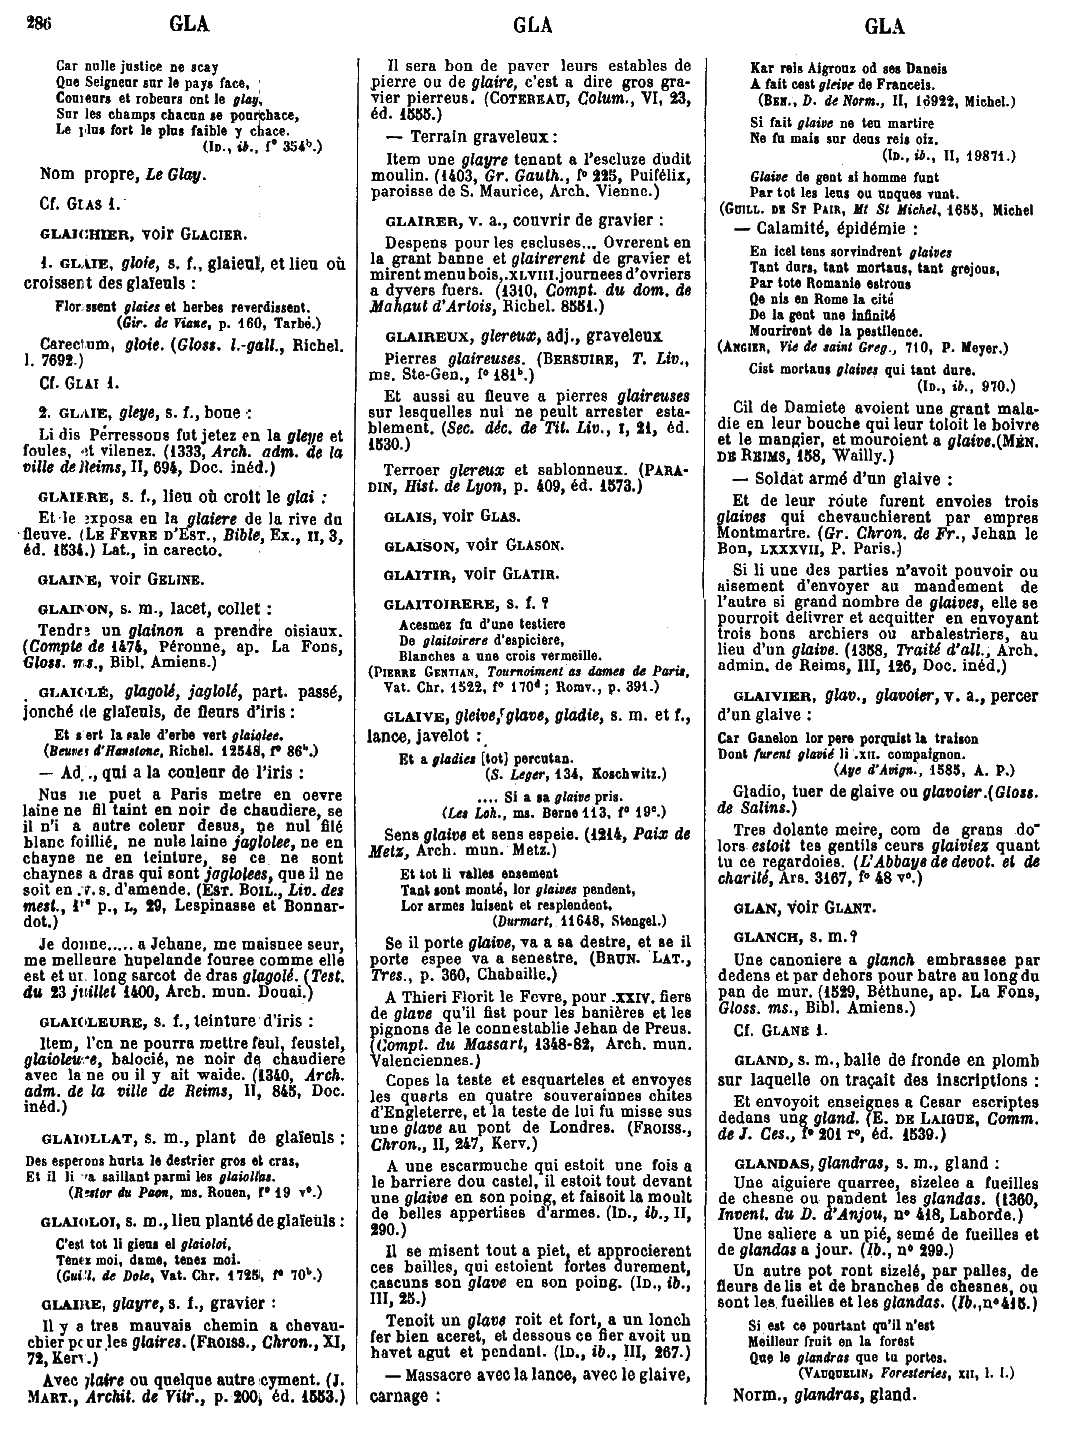 286
GLA
GLA
GLA
Car nulle justice ne scay
Que Seigneur sur le pays face,
Coureurs et robeurs ont le glay,
Sur les champs chacun se pourchace,
Le plus fort le plus faible y chace.
(ID., ib., f° 354ᵇ.)
Nom propre, Le Glay.
Cf. GLAS 1.
GLAICHIER, voir GLACIER.
1. GLAIE, gloie, s. f., glaieul, et lieu où
croissent des glaïeuls :
Florissent glaies et herbes reverdissent.
(Gir. de Viane, p. 160, Tarbé.)
Carectum, gloie. (Gloss. l.-gall., Richel.
l. 7692.)
Cf. GLAI 1.
2. GLAIE, gleye, s. f., boue :
Li dis Perressons fut jetez en la gleye et
foules, et vilenez. (1333, Arch. adm. de la
ville de Reims, II, 694, Doc. inéd.)
GLAIERE, s. f., lieu où croît le glai :
Et le exposa en la glaiere de la rive du
fleuve. (LE FEVRE D'EST., Bible, Ex., II, 3,
éd. 1534.) Lat., in carecto.
GLAINE, voir GELINE.
GLAINON, s. m., lacet, collet :
Tendre un glainon a prendre oisiaux.
(Compte de 1474, Péronne, ap. La Fons,
Gloss. ms., Bibl. Amiens.)
GLAIOLÉ, glagolé, jaglolé, part. passé,
jonché de glaïeuls, de fleurs d'iris :
Et s'ert la sale d'erbe vert glaiolee.
(Beuves d'Hanstone, Richel. 12548, f° 86ᵇ.)
— Adj., qui a la couleur de l'iris :
Nus ne puet a Paris metre en oevre
laine ne fil taint en noir de chaudiere, se
il n'i a autre coleur desus, ne nul filé
blanc foillié, ne nule laine jaglolee, ne en
chayne ne en teinture, se ce ne sont
chaynes a dras qui sont jaglolees, que il ne
soit en .v. s. d'amende. (EST. BOIL., Liv. des
mest., 1ʳᵉ p., L, 29, Lespinasse et Bonnar-
dot.)
Je donne..... a Jehane, me maisnee seur,
me melleure hupelande fouree comme elle
est et un long sarcot de dras glagolé. (Test.
du 23 juillet 1400, Arch. mun. Douai.)
GLAIOLEURE, s. f., teinture d'iris :
Item, l'en ne pourra mettre feul, feustel,
glaioleure, balocié, ne noir de chaudiere
avec laine ou il y ait waide. (1340, Arch.
adm. de la ville de Reims, II, 845, Doc.
inéd.)
GLAIOLLAT, s. m., plant de glaïeuls :
Des esperons hurta le destrier gros et cras,
Et il li va saillant parmi les glaiollas.
(Restor du Paon, ms. Rouen, f° 19 v°.)
GLAIOLOI, s. m., lieu planté de glaïeuls :
C'est tot li giens el glaioloi,
Tenez moi, dame, tenez moi.
(Guill. de Dole, Vat. Chr. 1725, f° 70ᵇ.)
GLAIRE, glayre, s. f., gravier :
Il y a tres mauvais chemin a chevau-
chier pour les glaires. (FROISS., Chron., XI,
72, Kerv.)
Avec glaire ou quelque autre cyment. (J.
MART., Archit. de Vitr., p. 200, éd. 1553.)
Il sera bon de paver leurs estables de
pierre ou de glaire, c'est a dire gros gra-
vier pierreus. (COTEREAU, Colum., VI, 23,
éd. 1555.)
— Terrain graveleux :
Item une glayre tenant a l'escluze dudit
moulin. (1403, Gr. Gauth., f° 225, Puifélix,
paroisse de S. Maurice, Arch. Vienne.)
GLAIRER, v. a., couvrir de gravier :
Despens pour les escluses... Ovrerent en
la grant banne et glairerent de gravier et
mirent menu bois, .XLVIII. journees d'ovriers
a dyvers fuers. (1310, Compt. du dom. de
Mahaut d'Artois, Richel. 8551.)
GLAIREUX, glereux, adj., graveleux
Pierres glaireuses. (BERSUIRE, T. Liv.,
ms. Ste-Gen., f° 181ᵇ.)
Et aussi au fleuve a pierres glaireuses
sur lesquelles nul ne peult arrester esta-
blement. (Sec. déc. de Tit. Liv., I, 21, éd.
1530.)
Terroer glereux et sablonneux. (PARA-
DIN, Hist. de Lyon, p. 409, éd. 1573.)
GLAIS, voir GLAS.
GLAISON, voir GLASON.
GLAITIR, voir GLATIR.
GLAITOIRERE, s. f. ?
Acesmez fu d'une testiere
De glaitoirere d'espiciere,
Blanches a une crois vermeille.
(PIERRE GENTIAN, Tournoiment as dames de Paris,
Vat. Chr. 1522, f° 170ᵈ ; Romv., p. 391.)
GLAIVE, gleive, glave, gladie, s. m. et f.,
lance, javelot :
Et a gladies [tot] percutan.
(S. Leger, 134, Koschwitz.)
.... Si a sa glaive pris.
(Les Loh., ms. Berne 113, f° 19ᶜ.)
Sens glaive et sens espeie. (1214, Paix de
Metz, Arch. mun. Metz.)
Et tot li valles ensement
Tant sont monté, lor glaives pendent,
Lor armes luisent et resplendent.
(Durmart, 11648, Stengel.)
Se il porte glaive, va a sa destre, et se il
porte espee va a senestre. (BRUN. LAT.,
Tres., p. 360, Chabaille.)
A Thieri Florit le Fevre, pour .XXIV. fiers
de glave qu'il fist pour les banières et les
pignons de le connestablie Jehan de Preus.
(Compt. du Massart, 1348-82, Arch. mun.
Valenciennes.)
Copes la teste et esquarteles et envoyes
les quarts en quatre souverainnes chites
d'Engleterre, et la teste de lui fu misse sus
une glave au pont de Londres. (FROISS.,
Chron., II, 247, Kerv.)
A une escarmuche qui estoit une fois a
le barriere dou castel, il estoit tout devant
une glaive en son poing, et faisoit la moult
de belles appertises d'armes. (ID., ib., II,
290.)
Il se misent tout a piet, et approcierent
ces bailles, qui estoient fortes durement,
cascuns son glave en son poing. (ID., ib.,
III, 25.)
Tenoit un glave roit et fort, a un lonch
fer bien aceret, et dessous ce fier avoit un
havet agut et pendant. (ID., ib., III, 267.)
— Massacre avec la lance, avec le glaive,
carnage :
Kar reis Aigrouz od ses Daneis
A fait cest gleive de Franceis.
(BEN., D. de Norm., II, 16922, Michel.)
Si fait glaive ne teu martire
Ne fu mais sur deus reis oiz.
(ID., ib., II, 19871.)
Glaive de gent si homme funt
Par tot les leus ou unques vunt.
(GUILL. DE ST PAIR, Mt St Michel, 1655, Michel
— Calamité, épidémie :
En icel tens sorvindrent glaives
Tant durs, tant mortaus, tant grejous,
Par tote Romanie estrous
Qe nis en Rome la cité
De la gent une infinité
Mourirent de la pestilence.
(ANGIER, Vie de saint Greg., 710, P. Meyer.)
Cist mortaus glaives qui tant dure.
(ID., ib., 970.)
Cil de Damiete avoient une grant mala-
die en leur bouche qui leur toloit le boivre
et le mangier, et mouroient a glaive. (MÉN.
DE REIMS, 158, Wailly.)
— Soldat armé d'un glaive :
Et de leur route furent envoies trois
glaives qui chevauchierent par empres
Montmartre. (Gr. Chron. de Fr., Jehan le
Bon, LXXXVII, P. Paris.)
Si li une des parties n'avoit pouvoir ou
aisement d'envoyer au mandement de
l'autre si grand nombre de glaives, elle se
pourroit delivrer et acquitter en envoyant
trois bons archiers ou arbalestriers, au
lieu d'un glaive. (1358, Traité d'all., Arch.
admin. de Reims, III, 126, Doc. inéd.)
GLAIVIER, glav., glavoier, v. a., percer
d'un glaive :
Car Ganelon lor pere porquist la traison
Dont furent glavié li .XII. compaignon.
(Aye d'Avign., 1585, A. P.)
Gladio, tuer de glaive ou glavoier. (Gloss.
de Salins.)
Tres dolante meire, com de grans do-
lors estoit tes gentils ceurs glaiviez quant
tu ce regardoies. (L'Abbaye de devot. et de
charité, Ars. 3167, f° 48 v°.)
GLAN, voir GLANT.
GLANCH, s. m. ?
Une canoniere a glanch embrassee par
dedens et par dehors pour batre au long du
pan de mur. (1529, Béthune, ap. La Fons,
Gloss. ms., Bibl. Amiens.)
Cf. GLANE 1.
GLAND, s. m., balle de fronde en plomb
sur laquelle on traçait des inscriptions :
Et envoyoit enseignes a Cesar escriptes
dedans ung gland. (E. DE LAIGUE, Comm.
de J. Ces., f° 201 r°, éd. 1539.)
GLANDAS, glandras, s. m., gland :
Une aiguiere quarree, sizelee a fueilles
de chesne ou pandent les glandas. (1360,
Invent. du D. d'Anjou, n° 418, Laborde.)
Une saliere a un pié, semé de fueilles et
de glandas a jour. (Ib., n° 299.)
Un autre pot ront sizelé, par palles, de
fleurs de lis et de branches de chesnes, ou
sont les fueilles et les glandas. (Ib., n° 415.)
Si est ce pourtant qu'il n'est
Meilleur fruit en la forest
Que le glandras que tu portes.
(VAUQUELIN, Foresteries, XII, l. I.)
Norm., glandras, gland.